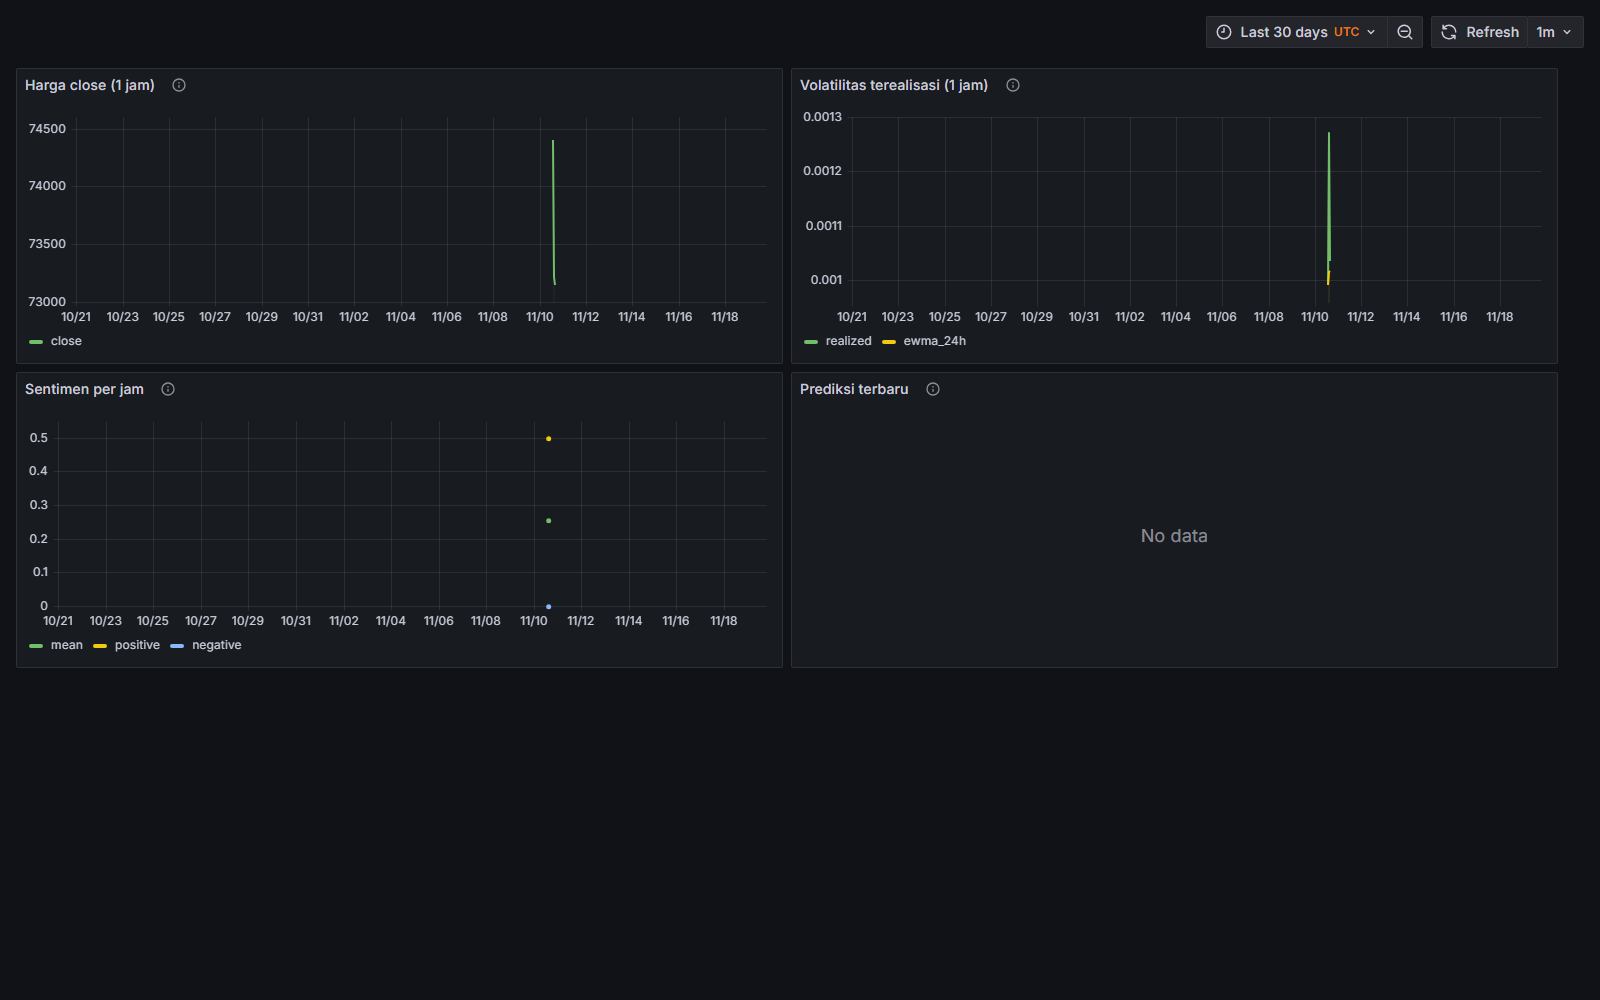 Last 30 days UTC
Refresh 1m
Harga close (1 jam)
74500
74000
73500
73000
10/21 10/23 10/25 10/27 10/29 10/31 11/02 11/04 11/06 11/08 11/10 11/12 11/14 11/16 11/18
close
Volatilitas terealisasi (1 jam)
0.0013
0.0012
0.0011
0.001
10/21 10/23 10/25 10/27 10/29 10/31 11/02 11/04 11/06 11/08 11/10 11/12 11/14 11/16 11/18
realized ewma_24h
Sentimen per jam
0.5
0.4
0.3
0.2
0.1
0
10/21 10/23 10/25 10/27 10/29 10/31 11/02 11/04 11/06 11/08 11/10 11/12 11/14 11/16 11/18
mean positive negative
Prediksi terbaru
No data